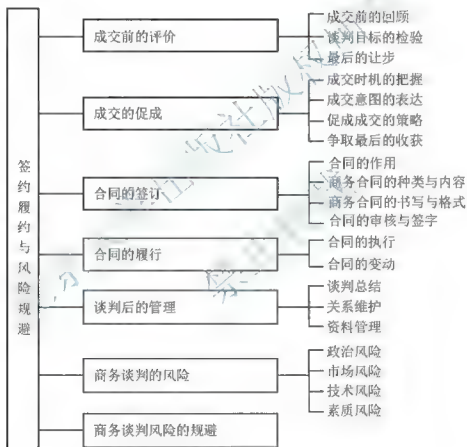 签约履约与风险规避
成交前的评价
成交前的回顾
谈判目标的检验
最后的让步
成交的促成
成交时机的把握
成交意图的表达
促成成交的策略
争取最后的收获
合同的签订
合同的作用
商务合同的种类与内容
商务合同的书写与格式
合同的审核与签字
合同的履行
合同的执行
合同的变动
谈判后的管理
谈判总结
关系维护
资料管理
商务谈判的风险
政治风险
市场风险
技术风险
素质风险
商务谈判风险的规避